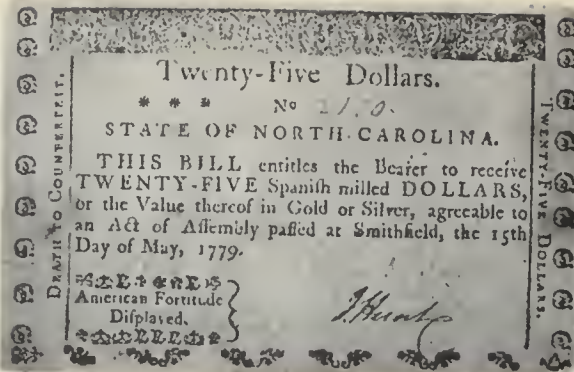 Twenty-Five Dollars.
* * * No 210.
STATE OF NORTH-CAROLINA.
THIS BILL entitles the Bearer to receive
TWENTY-FIVE Spaniſh milled DOLLARS,
or the Value thereof in Gold or Silver, agreeable to
an Act of Aſſembly paſſed at Smithfield, the 15th
Day of May, 1779.
American Fortitude
Diſplayed.
DEATH TO COUNTERFEIT.
TWENTY-FIVE DOLLARS.